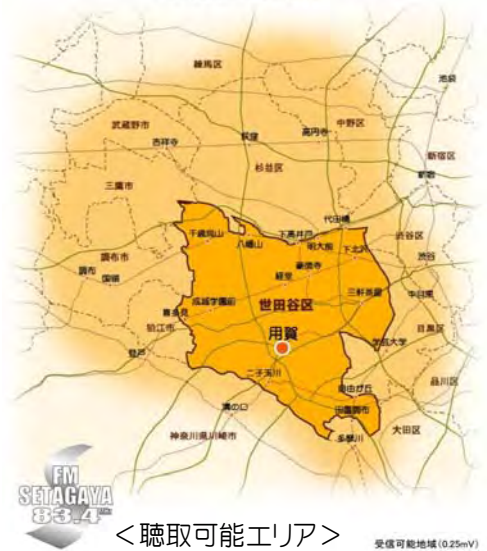 練馬区
池袋
武蔵野市
中野区
高円寺
吉祥寺
荻窪
新宿区
新宿
杉並区
三鷹市
代田橋
千歳烏山
八幡山
下高井戸
明大前
下北沢
渋谷区
渋谷
調布市
調布
国領
豪徳寺
経堂
成城学園前
三軒茶屋
中目黒
喜多見
世田谷区
狛江市
用賀
目黒区
学芸大学
登戸
二子玉川
自由が丘
品川区
溝の口
田園調布
神奈川県川崎市
多摩川
大田区
FM
SETAGAYA
83.4MHz
<聴取可能エリア>
受信可能地域(0.25mV)